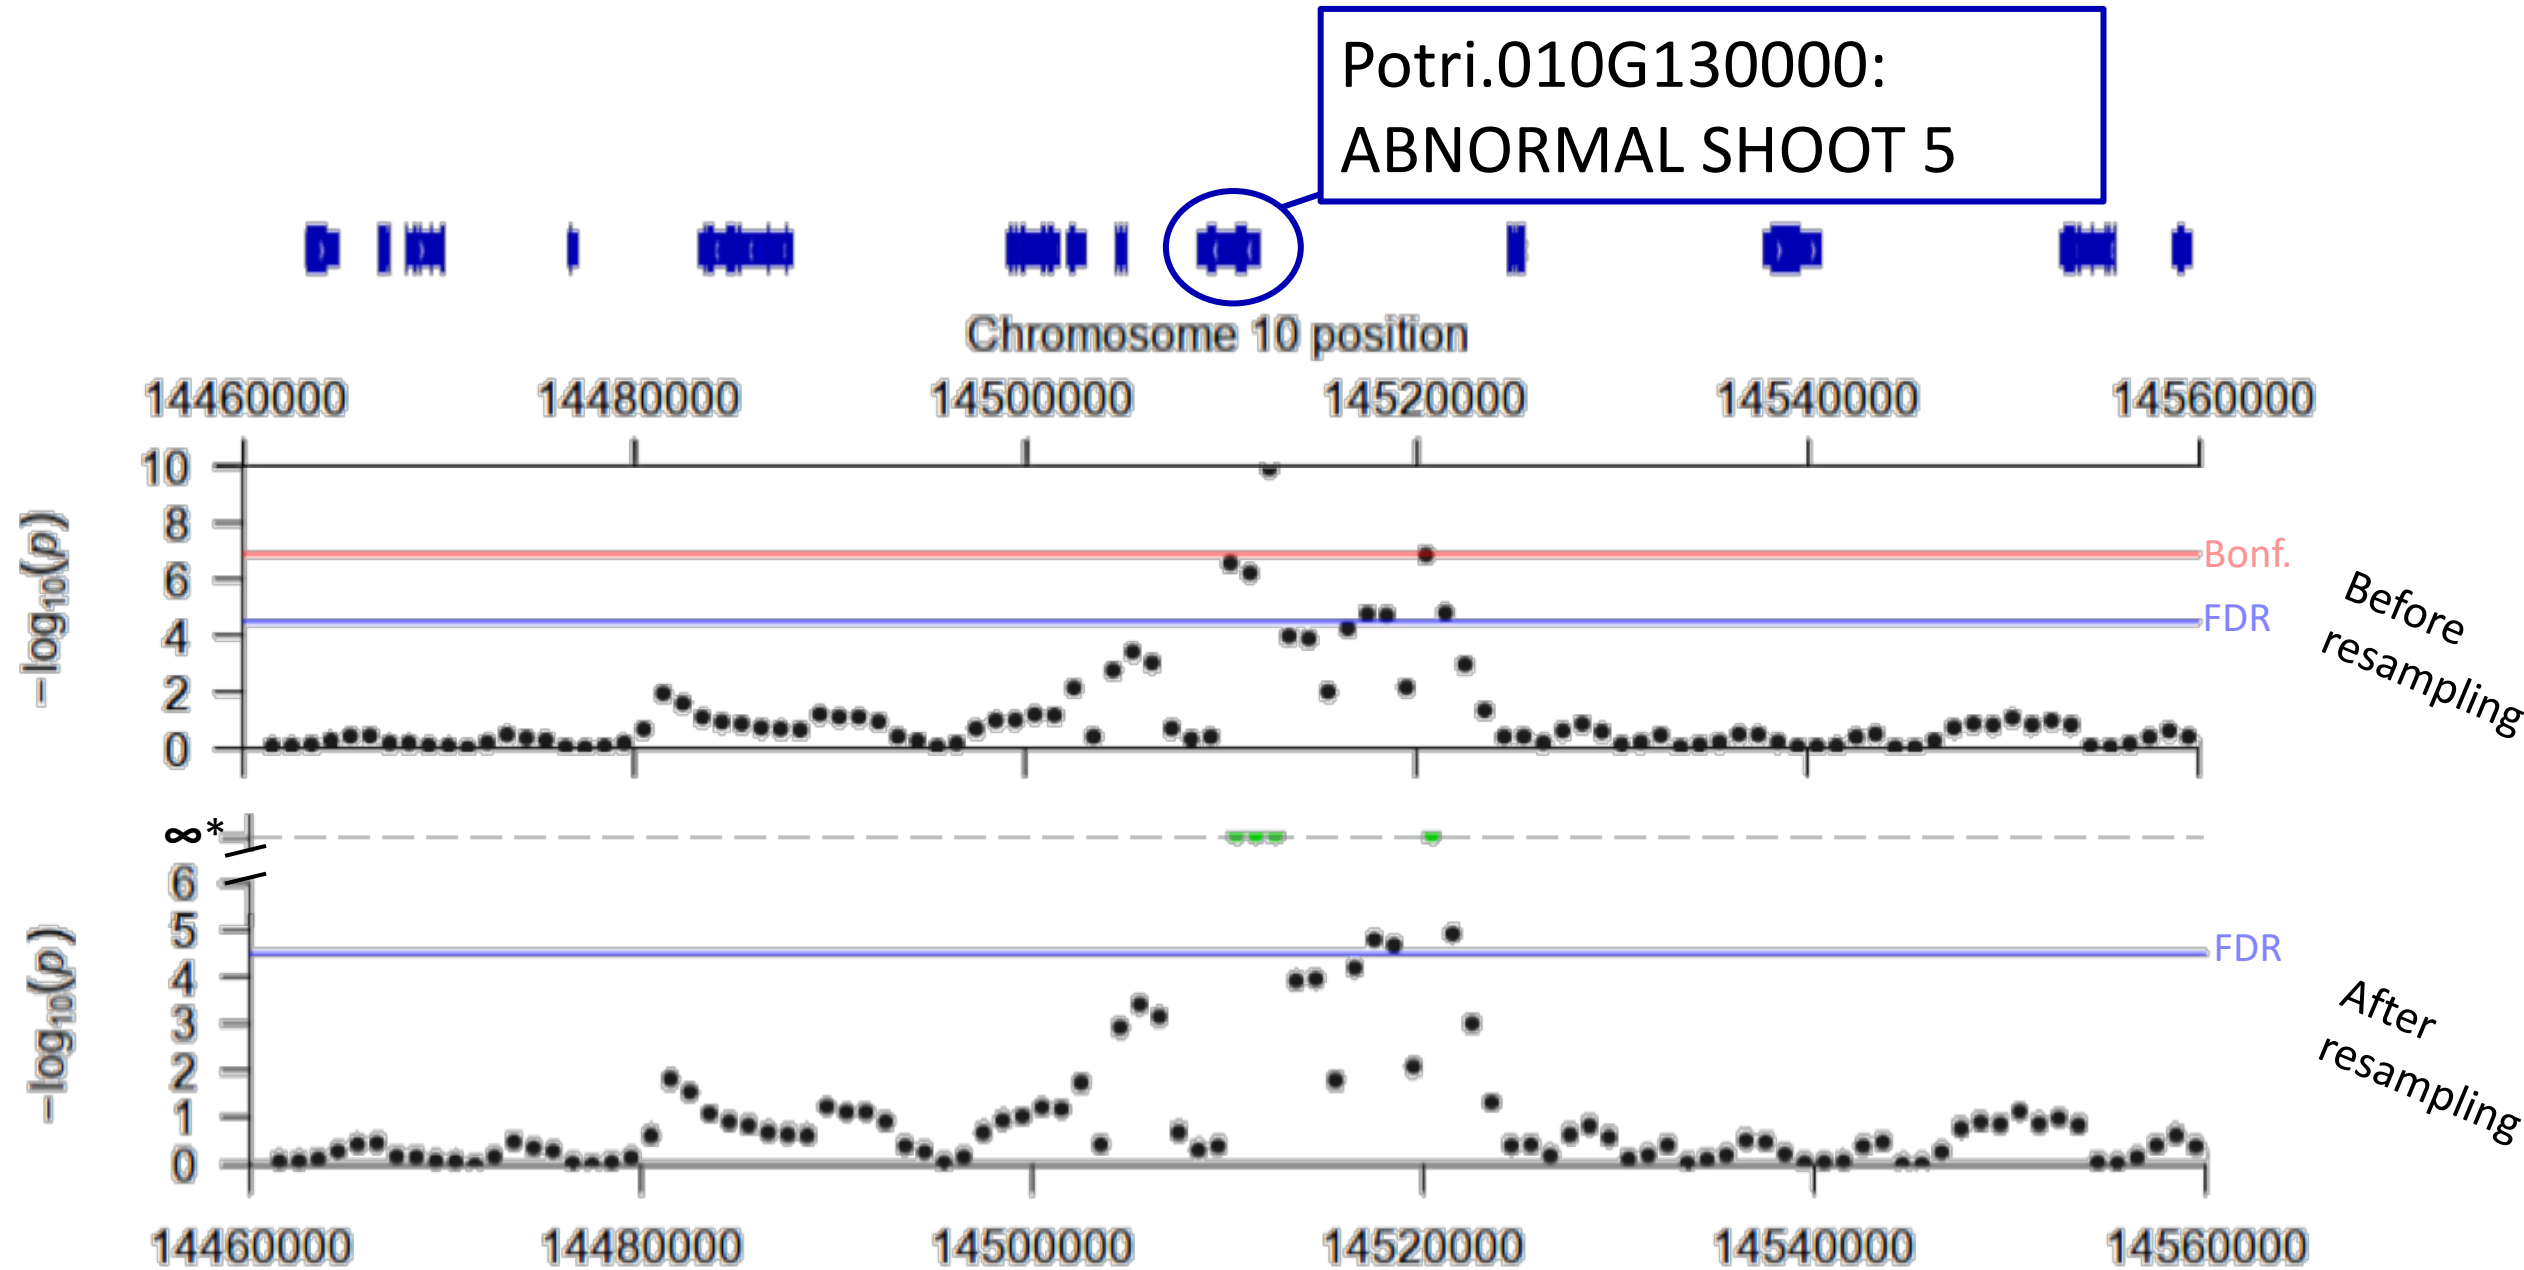 Potri.010G130000:
ABNORMAL SHOOT 5
Chromosome 10 position
14460000 14480000 14500000 14520000 14540000 14560000
10
8
6
4
2
0
−log10(p)
Bonf.
FDR
Before
resampling
∞*
6
5
4
3
2
1
0
−log10(p)
FDR
After
resampling
14460000 14480000 14500000 14520000 14540000 14560000